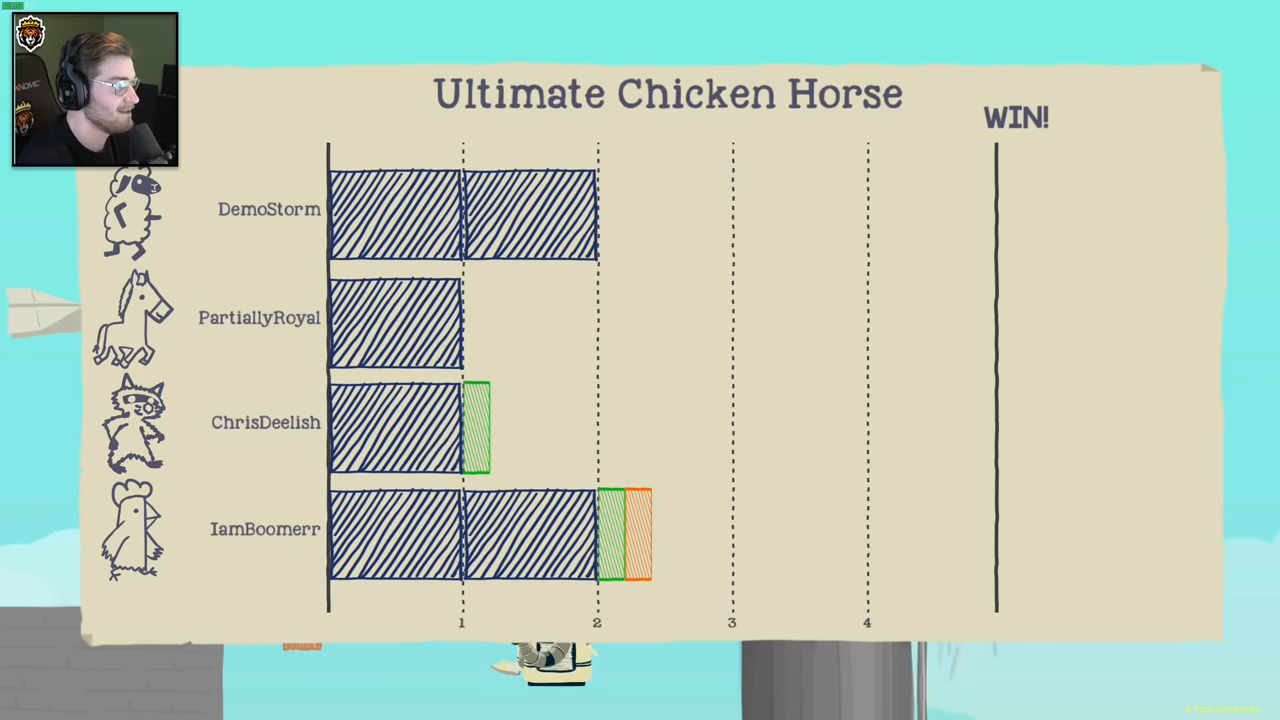 Ultimate Chicken Horse
WIN!
DemoStorm
PartiallyRoyal
ChrisDeelish
IamBoomerr
1 2 3 4